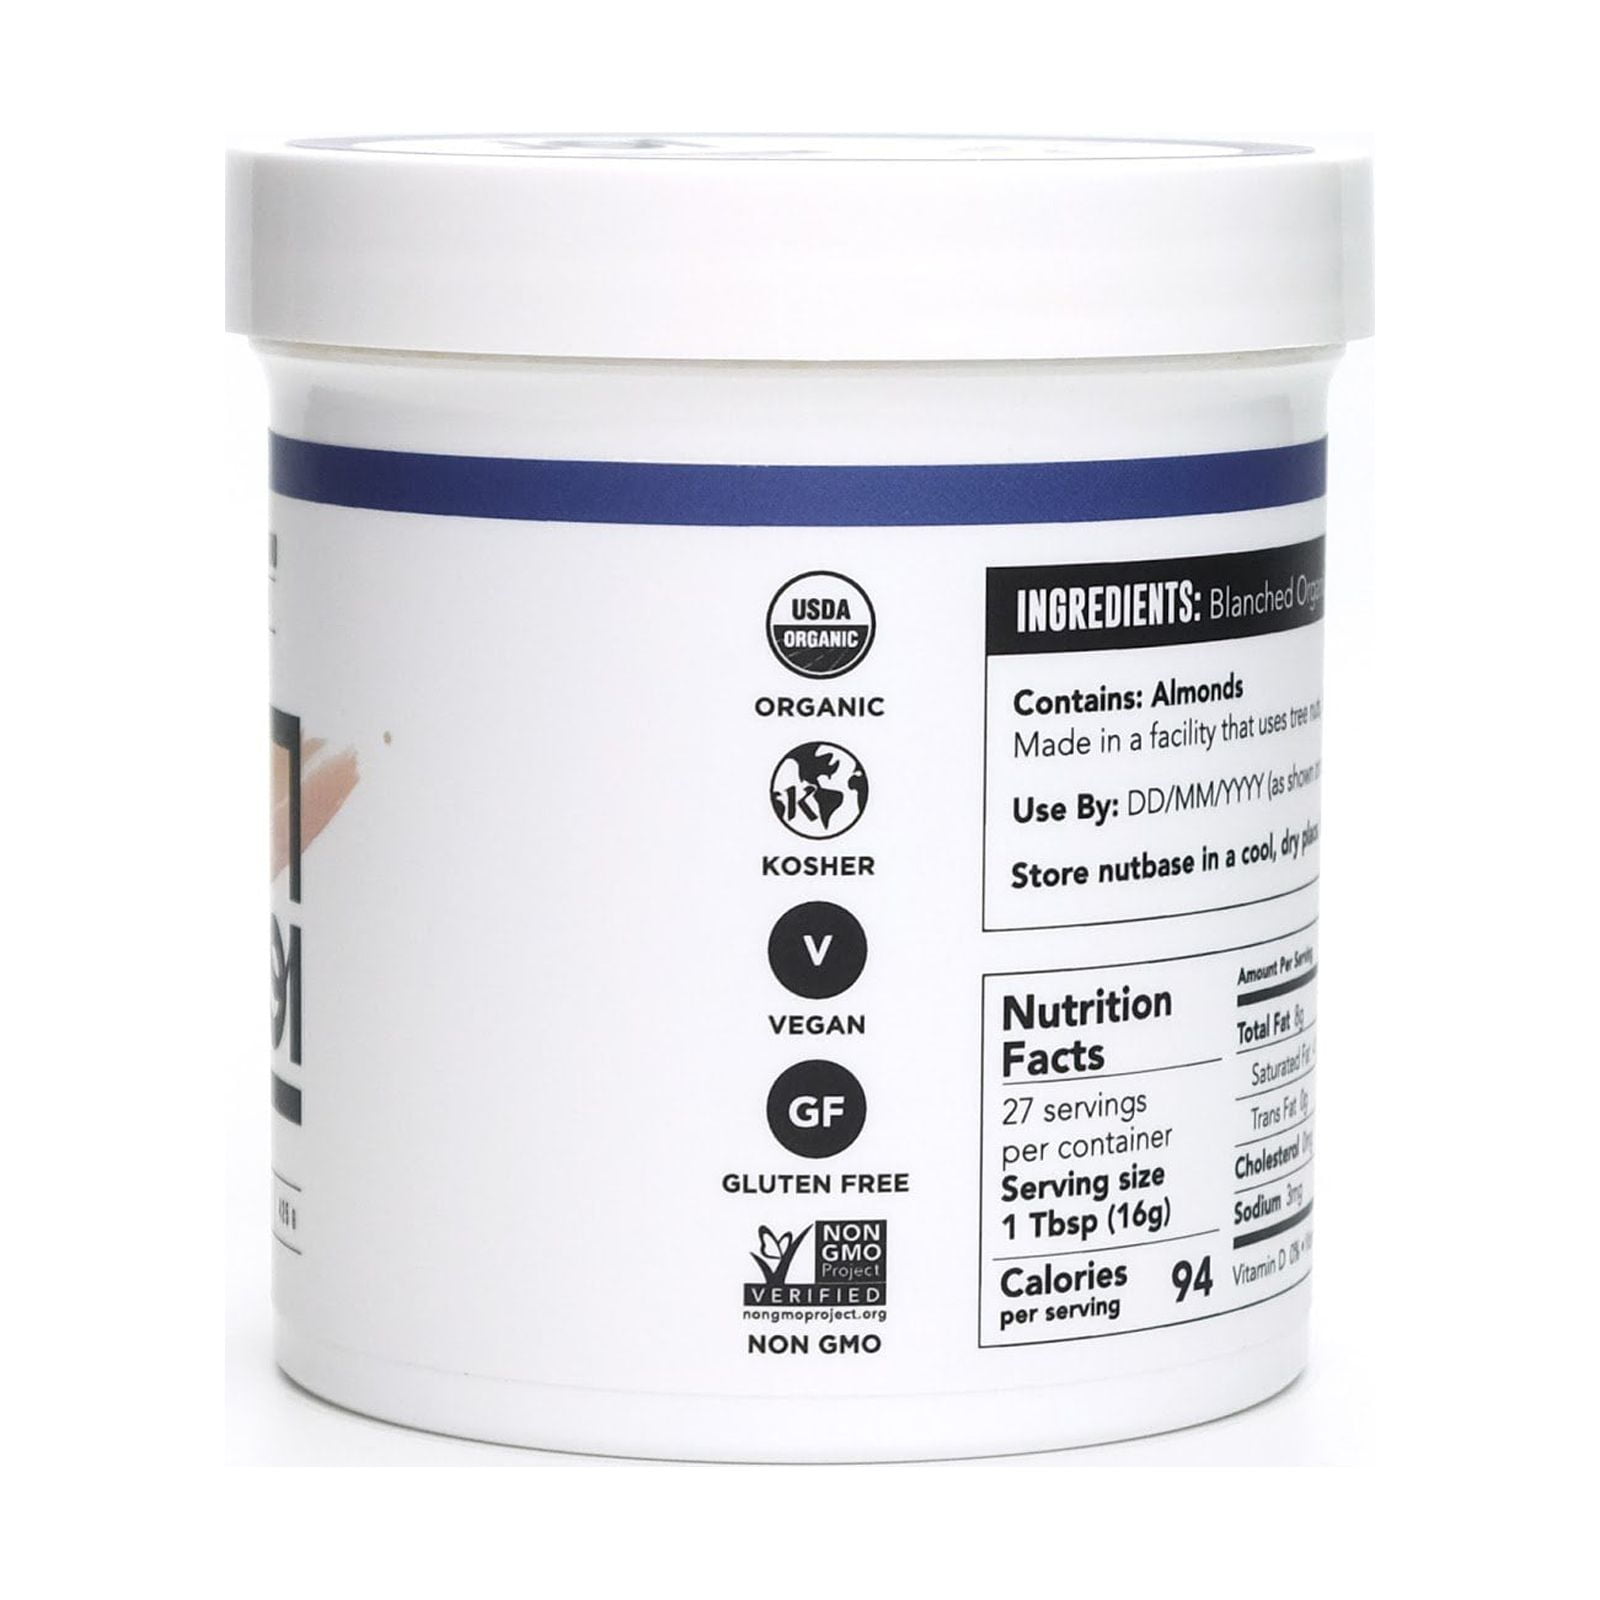 USDA
ORGANIC
ORGANIC
K
KOSHER
V
VEGAN
GF
GLUTEN FREE
NON
GMO
Project
VERIFIED
nongmoproject.org
NON GMO
INGREDIENTS: Blanched
Contains: Almonds
Made in a facility that uses tree
Use By: DD/MM/YYYY (as shown
Store nutbase in a cool, dry
Nutrition
Facts
27 servings
per container
Serving size
1 Tbsp (16g)
Calories 94
per serving
Amount Per Serving
Total Fat 8g
Saturated Fat
Trans Fat 0g
Cholesterol
Sodium 3mg
Vitamin D 0%